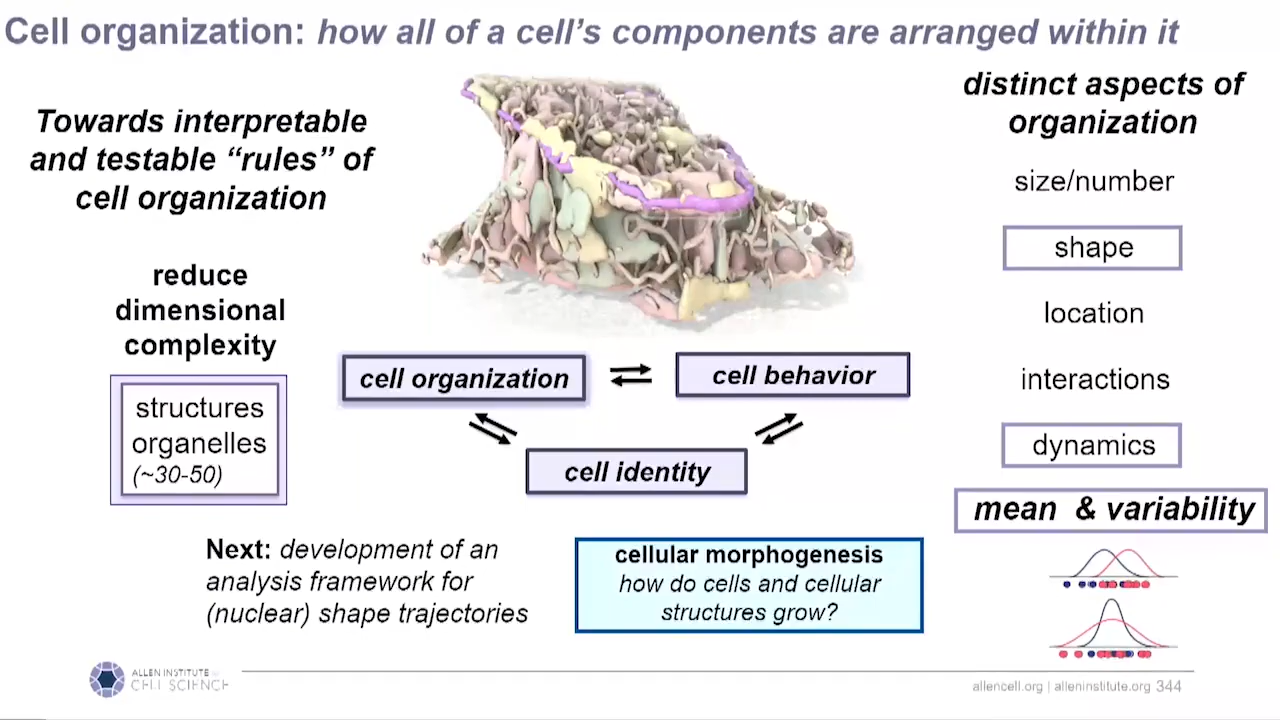 Cell organization: how all of a cell’s components are arranged within it
Towards interpretable
and testable “rules” of
cell organization
reduce
dimensional
complexity
structures
organelles
(~30-50)
cell organization
cell behavior
cell identity
distinct aspects of
organization
size/number
shape
location
interactions
dynamics
mean & variability
Next: development of an
analysis framework for
(nuclear) shape trajectories
cellular morphogenesis
how do cells and cellular
structures grow?
ALLEN INSTITUTE for
CELL SCIENCE
allencell.org | alleninstitute.org 344